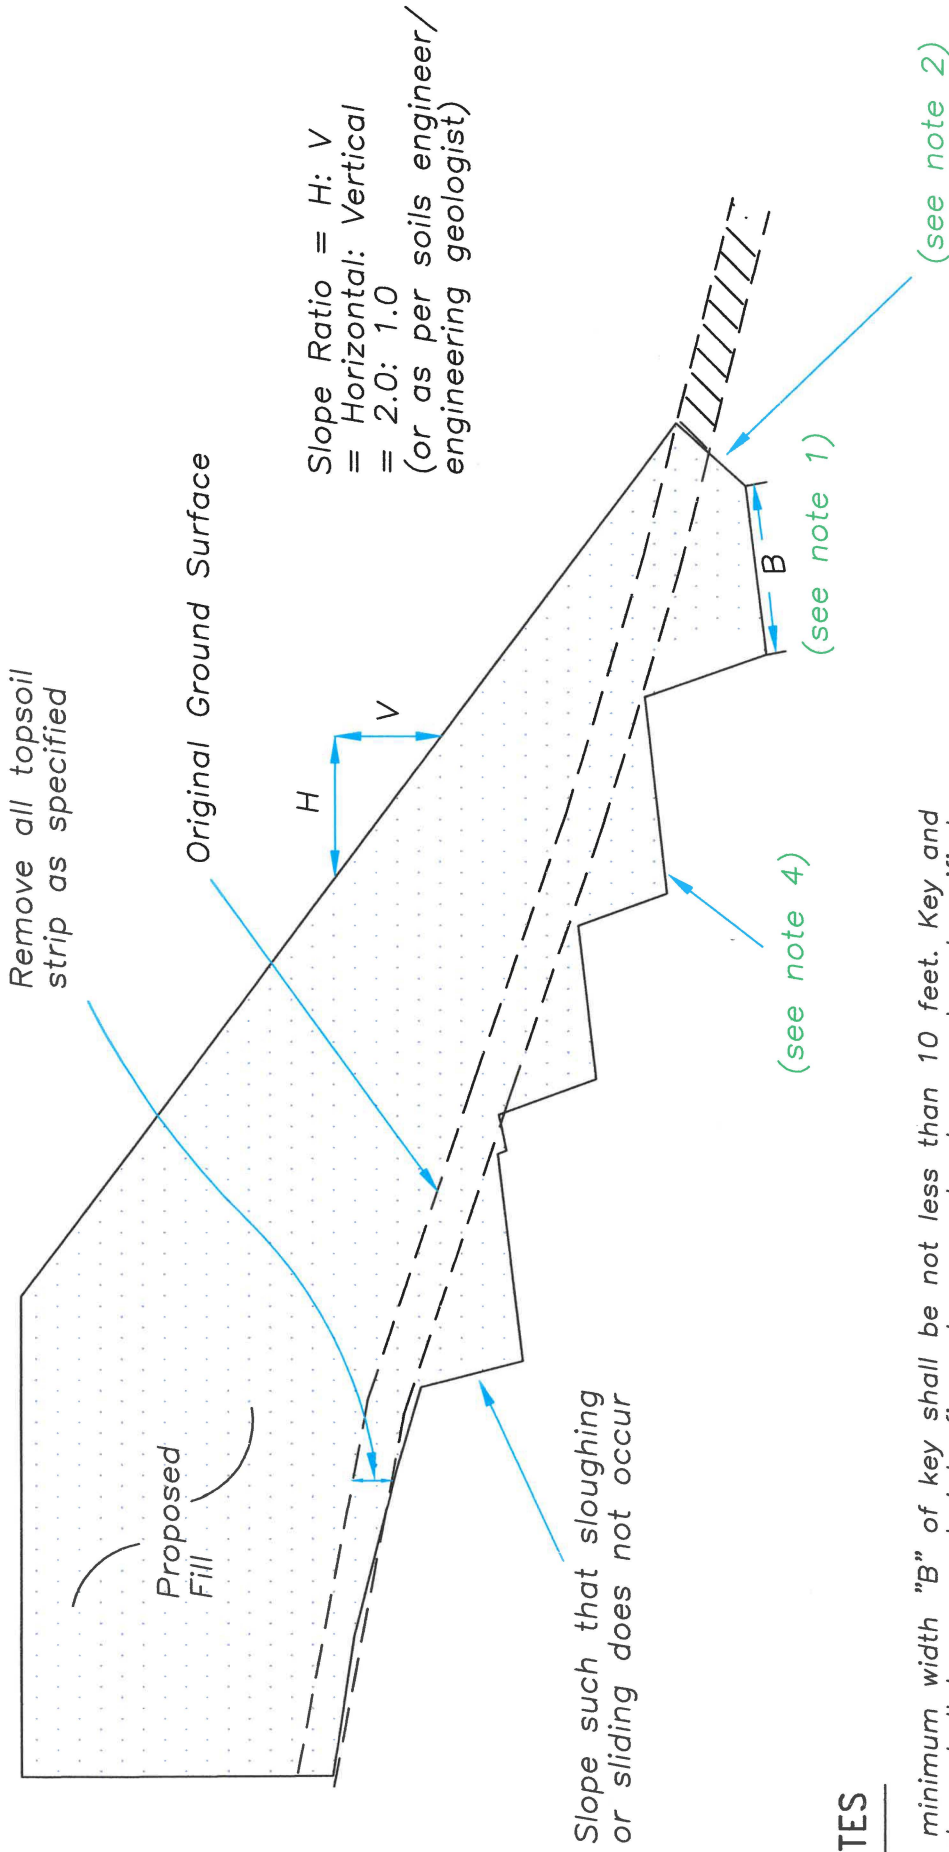 Remove all topsoil
strip as specified
Original Ground Surface
Slope Ratio = H: V
= Horizontal: Vertical
= 2.0: 1.0
(or as per soils engineer/
engineering geologist)
H
V
Proposed
Fill
Slope such that sloughing
or sliding does not occur
B
(see note 1)
(see note 2)
(see note 4)
TES
minimum width "B" of key shall be not less than 10 feet. Key and